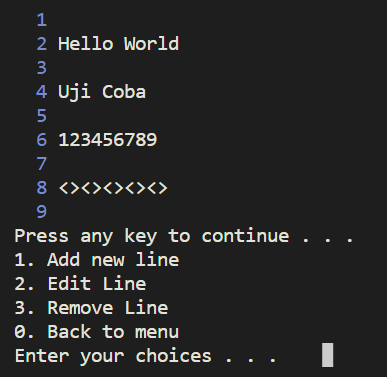 1
2 Hello World
3
4 Uji Coba
5
6 123456789
7
8 <><><><><>
9
Press any key to continue . . .
1. Add new line
2. Edit Line
3. Remove Line
0. Back to menu
Enter your choices . . .